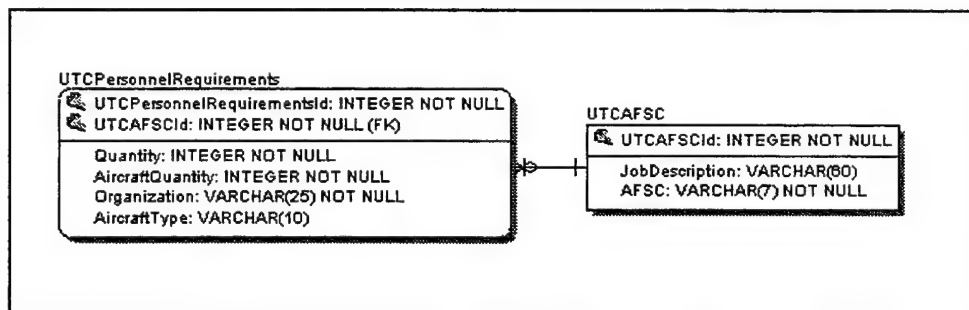 UTCPersonnelRequirements
UTCPersonnelRequirementsId: INTEGER NOT NULL
UTCAFSCId: INTEGER NOT NULL (FK)
Quantity: INTEGER NOT NULL
AircraftQuantity: INTEGER NOT NULL
Organization: VARCHAR(25) NOT NULL
AircraftType: VARCHAR(10)
UTCAFSC
UTCAFSCId: INTEGER NOT NULL
JobDescription: VARCHAR(60)
AFSC: VARCHAR(7) NOT NULL